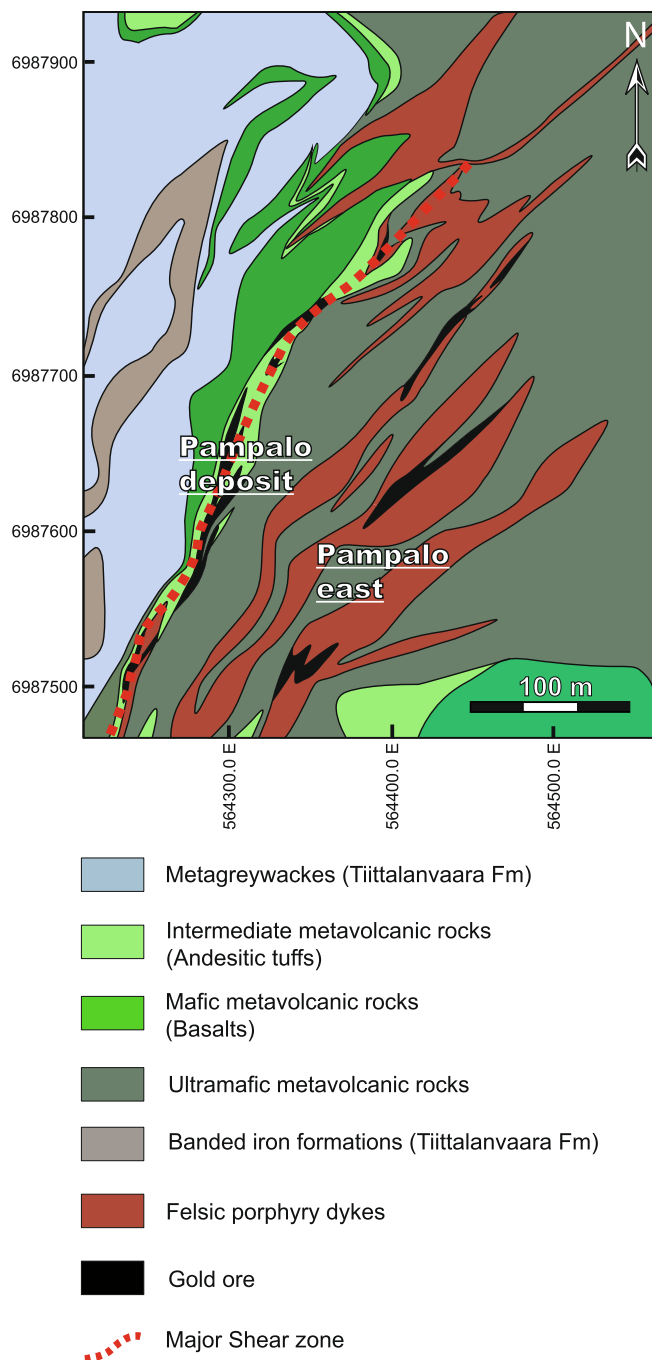 N
6987900
6987800
6987700
Pampalo
deposit
6987600
Pampalo
east
6987500
100 m
564300.0 E
564400.0 E
564500.0 E
Metagreywackes (Tiittalanvaara Fm)
Intermediate metavolcanic rocks
(Andesitic tuffs)
Mafic metavolcanic rocks
(Basalts)
Ultramafic metavolcanic rocks
Banded iron formations (Tiittalanvaara Fm)
Felsic porphyry dykes
Gold ore
Major Shear zone